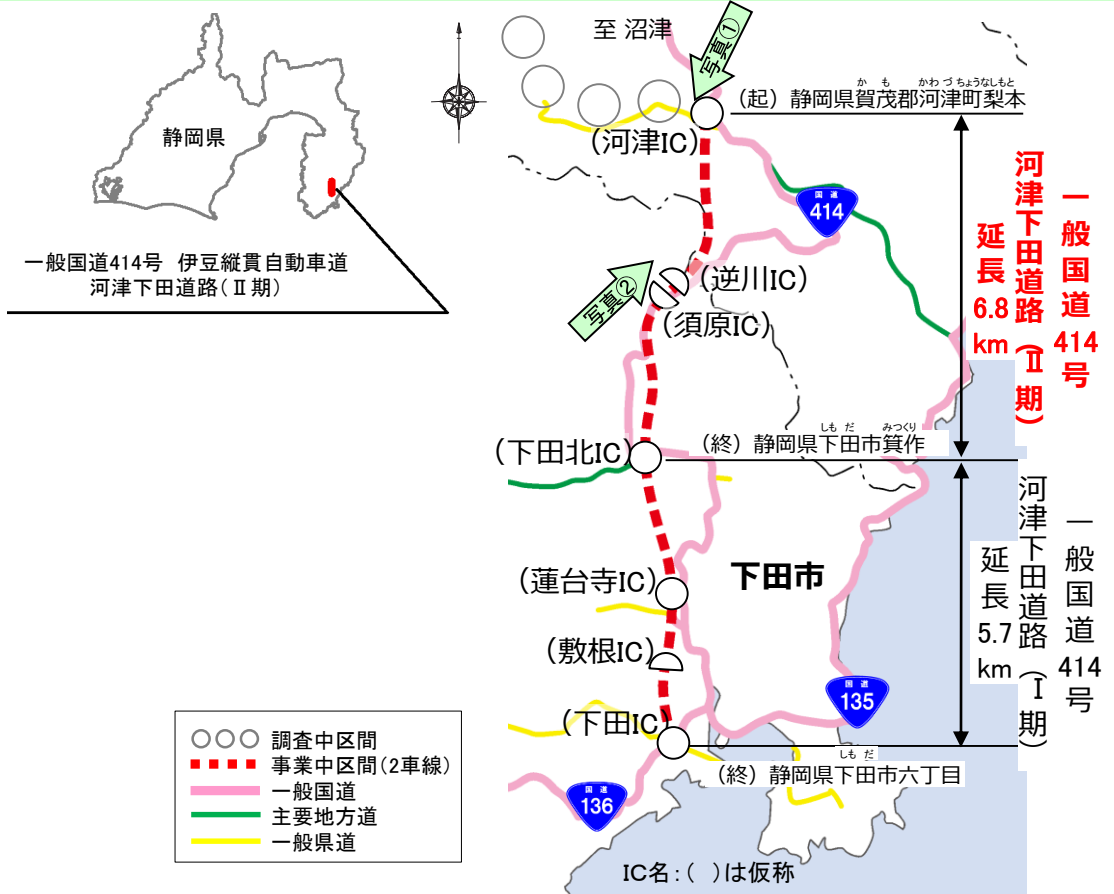 静岡県
一般国道414号 伊豆縦貫自動車道
河津下田道路(Ⅱ期)
至 沼津
写真①
(起) 静岡県賀茂郡河津町梨本
か も かわ づ ちょうなしもと
(河津IC)
国道
414
一般国道414号
河津下田道路(Ⅱ期)
延長6.8km
写真②
(逆川IC)
(須原IC)
(下田北IC)
(終) 静岡県下田市箕作
しも だ みつくり
(蓮台寺IC)
下田市
一般国道414号
河津下田道路(Ⅰ期)
延長5.7km
(敷根IC)
国道
135
(下田IC)
(終) 静岡県下田市六丁目
しも だ
国道
136
調査中区間
事業中区間(2車線)
一般国道
主要地方道
一般県道
IC名:( )は仮称